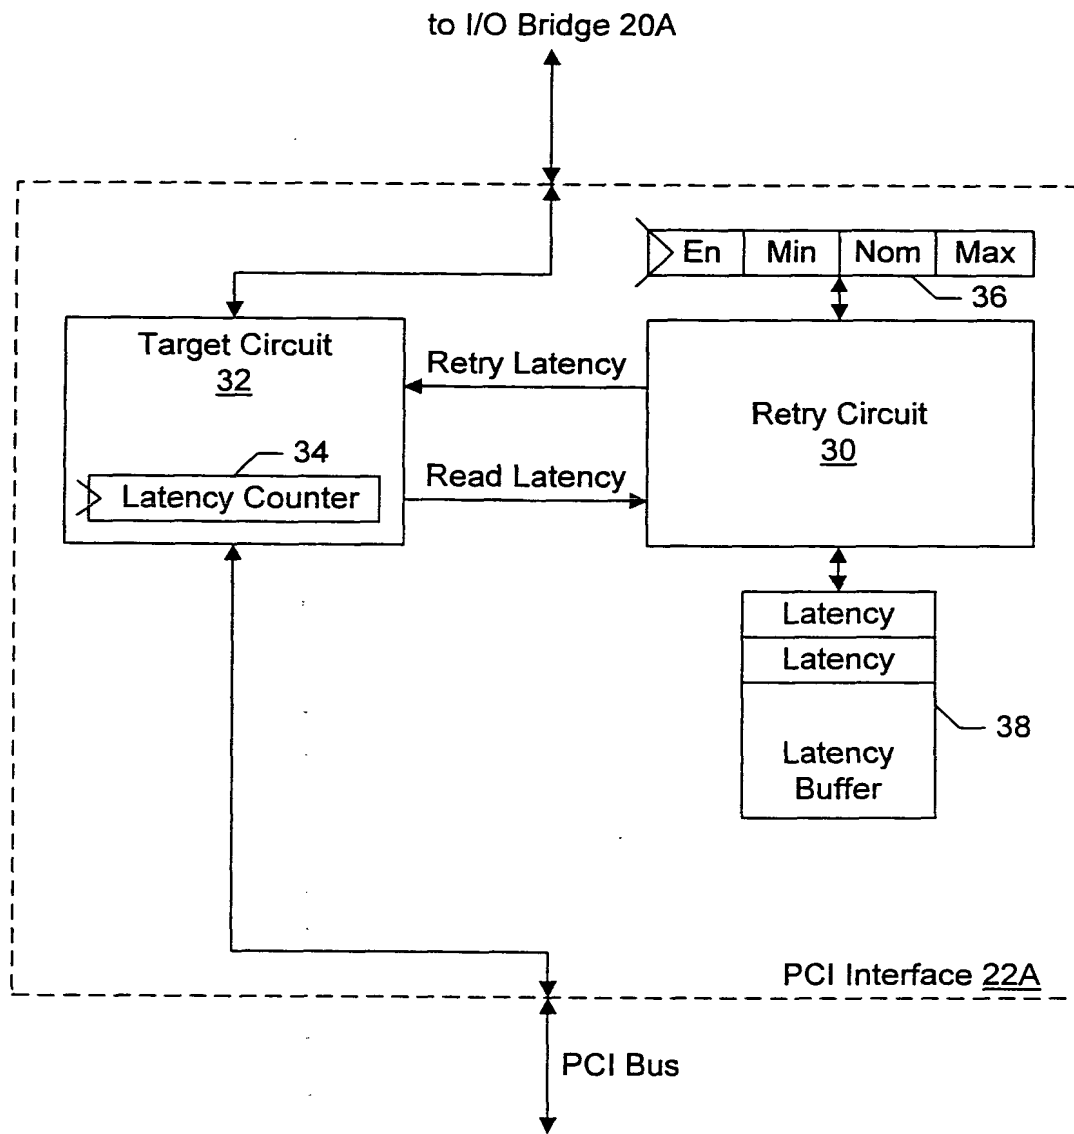 to I/O Bridge 20A
En Min Nom Max
36
Target Circuit
32
Retry Latency
Retry Circuit
30
34
Latency Counter
Read Latency
Latency
Latency
38
Latency
Buffer
PCI Interface 22A
PCI Bus